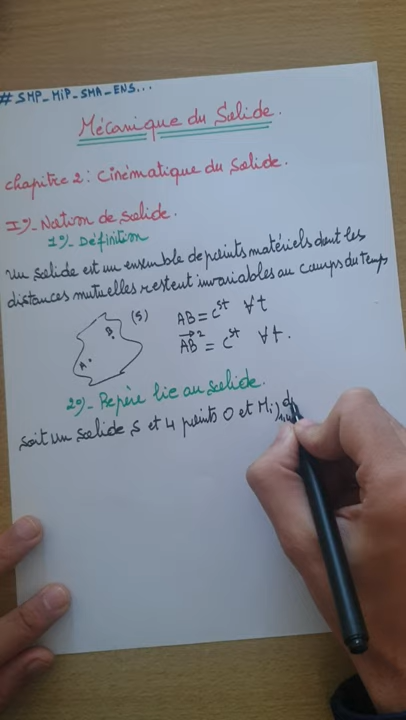 # SMP_MiP_SMA_ENS...
Mécanique du Solide.
Chapitre 2: Cinématique du Solide.
I°)_ Notion de solide.
1°)_ Définition
Un solide est un ensemble de points matériels dont les
distances mutuelles restent invariables au cours du temps
(S)
B
A
AB = Cst ∀t
AB² = Cst ∀t.
2°)_ Repère lié au solide.
Soit un solide S et 4 points O et Mi,